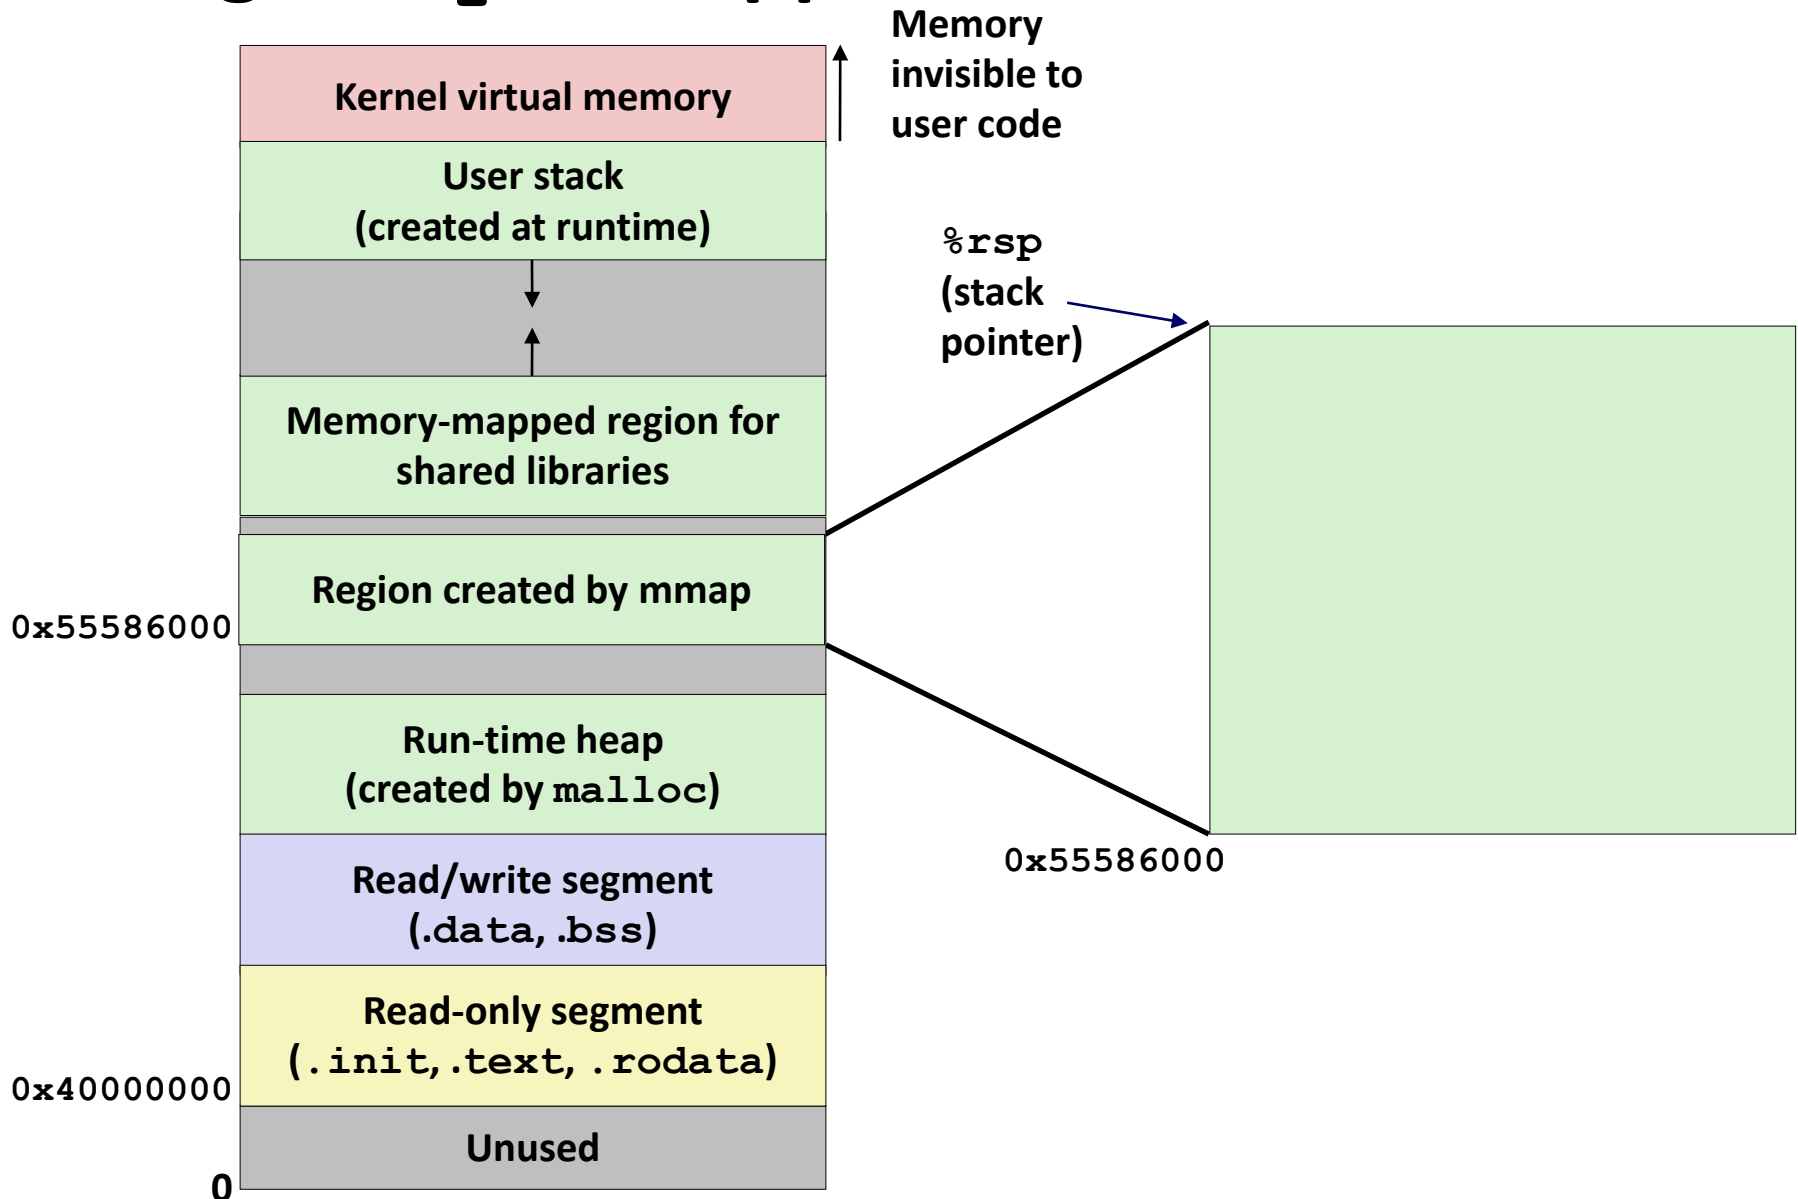 Memory
invisible to
user code
Kernel virtual memory
User stack
(created at runtime)
%rsp
(stack
pointer)
Memory-mapped region for
shared libraries
Region created by mmap
0x55586000
Run-time heap
(created by malloc)
0x55586000
Read/write segment
(.data, .bss)
Read-only segment
(.init, .text, .rodata)
0x40000000
Unused
0